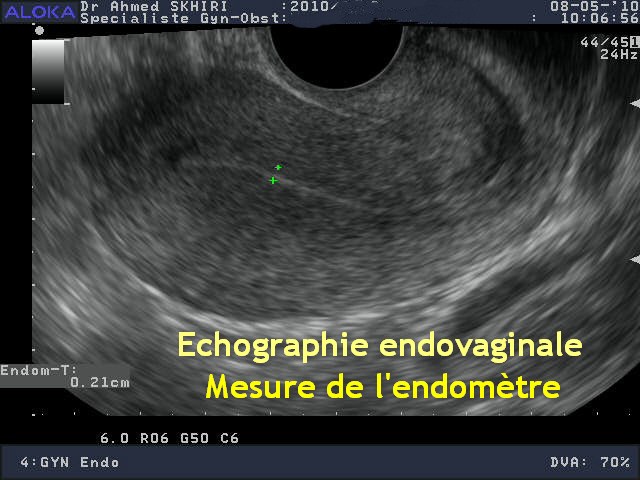 ALOKA Dr Ahmed SKHIRI :2010/ 08-05-'10
Specialiste Gyn-Obst: : 10:06:56
44/451
24Hz
Echographie endovaginale
Mesure de l'endomètre
Endom-T:
0.21cm
6.0 R06 G50 C6
4:GYN Endo DVA: 70%